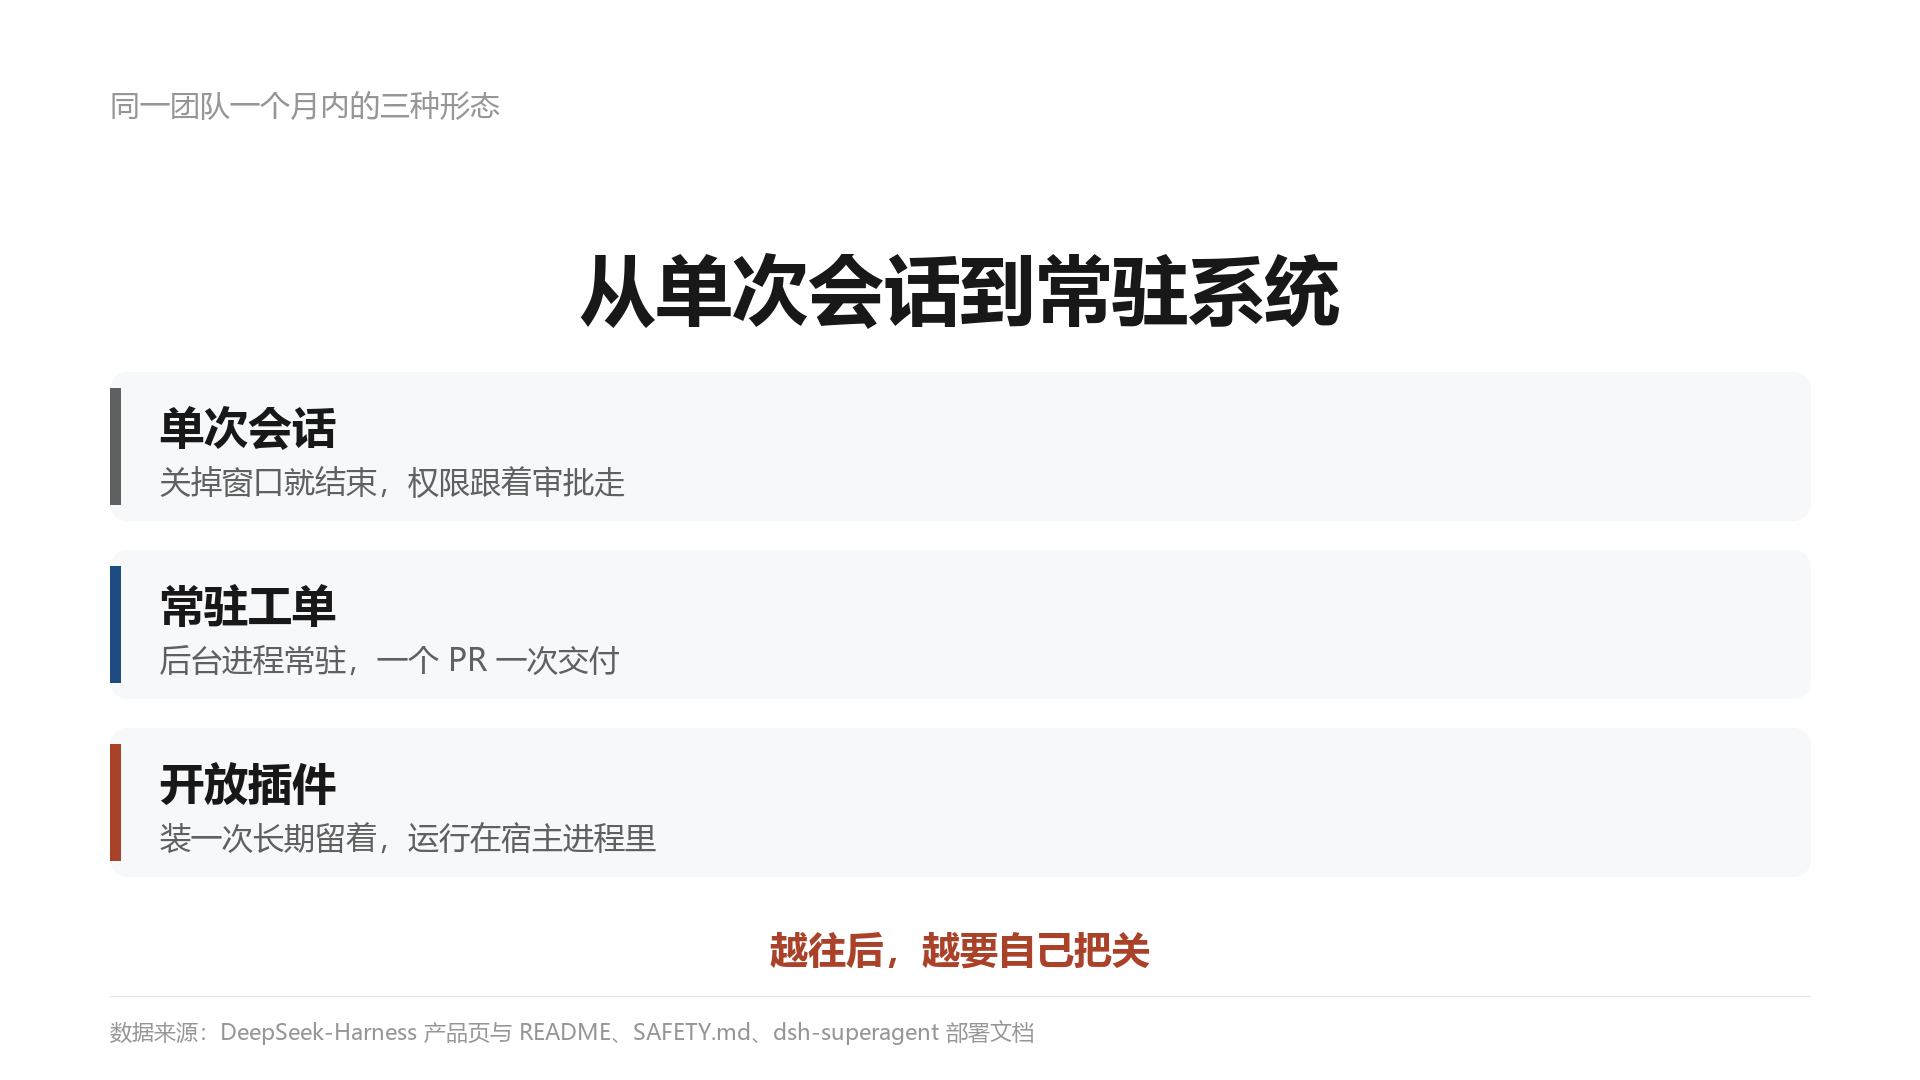 同一团队一个月内的三种形态
从单次会话到常驻系统
单次会话
关掉窗口就结束，权限跟着审批走
常驻工单
后台进程常驻，一个 PR 一次交付
开放插件
装一次长期留着，运行在宿主进程里
越往后，越要自己把关
数据来源：DeepSeek-Harness 产品页与 README、SAFETY.md、dsh-superagent 部署文档